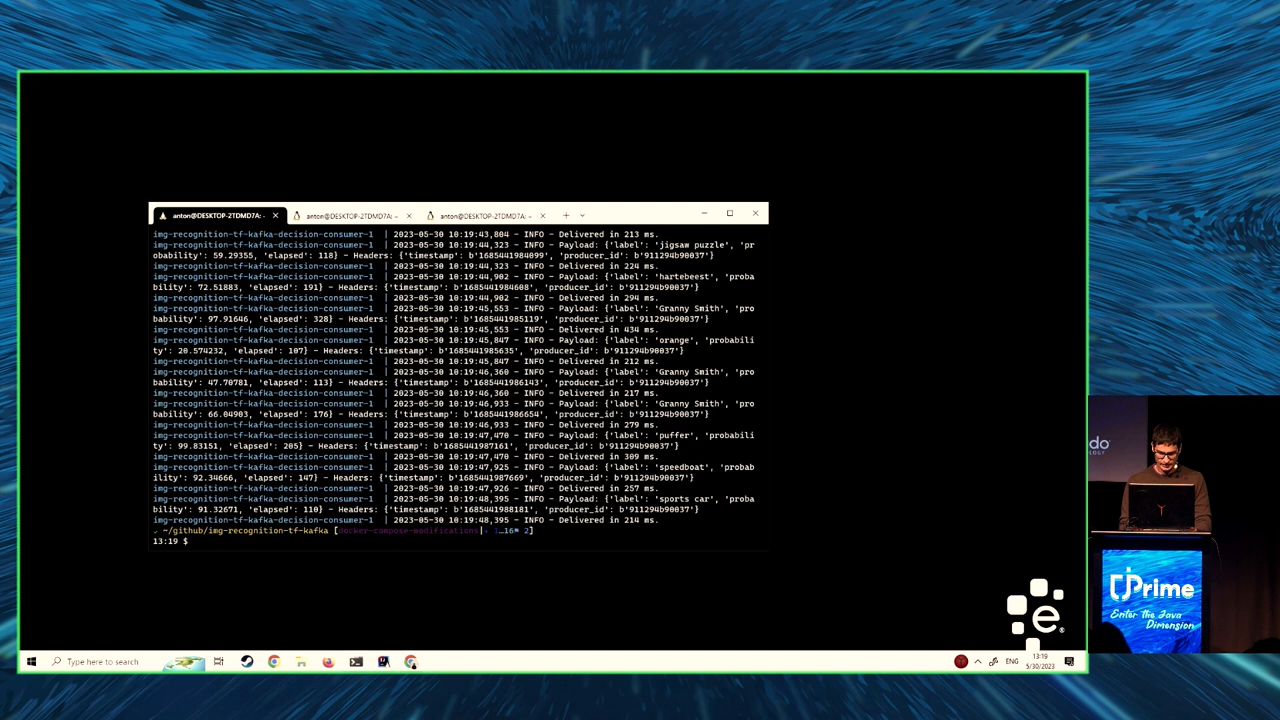 anton@DESKTOP-2TDMD7A: ~
anton@DESKTOP-2TDMD7A: ~
anton@DESKTOP-2TDMD7A: ~
img-recognition-tf-kafka-decision-consumer-1 | 2023-05-30 10:19:43,804 - INFO - Delivered in 213 ms.
img-recognition-tf-kafka-decision-consumer-1 | 2023-05-30 10:19:44,323 - INFO - Payload: {'label': 'jigsaw puzzle', 'pr
obability': 59.29355, 'elapsed': 118} - Headers: {'timestamp': b'1685441984099', 'producer_id': b'911294b90037'}
img-recognition-tf-kafka-decision-consumer-1 | 2023-05-30 10:19:44,323 - INFO - Delivered in 224 ms.
img-recognition-tf-kafka-decision-consumer-1 | 2023-05-30 10:19:44,902 - INFO - Payload: {'label': 'hartebeest', 'proba
bility': 72.51883, 'elapsed': 191} - Headers: {'timestamp': b'1685441984608', 'producer_id': b'911294b90037'}
img-recognition-tf-kafka-decision-consumer-1 | 2023-05-30 10:19:44,902 - INFO - Delivered in 294 ms.
img-recognition-tf-kafka-decision-consumer-1 | 2023-05-30 10:19:45,553 - INFO - Payload: {'label': 'Granny Smith', 'pro
bability': 97.91646, 'elapsed': 328} - Headers: {'timestamp': b'1685441985119', 'producer_id': b'911294b90037'}
img-recognition-tf-kafka-decision-consumer-1 | 2023-05-30 10:19:45,553 - INFO - Delivered in 434 ms.
img-recognition-tf-kafka-decision-consumer-1 | 2023-05-30 10:19:45,847 - INFO - Payload: {'label': 'orange', 'probabili
ty': 20.574232, 'elapsed': 107} - Headers: {'timestamp': b'1685441985635', 'producer_id': b'911294b90037'}
img-recognition-tf-kafka-decision-consumer-1 | 2023-05-30 10:19:45,847 - INFO - Delivered in 212 ms.
img-recognition-tf-kafka-decision-consumer-1 | 2023-05-30 10:19:46,360 - INFO - Payload: {'label': 'Granny Smith', 'pro
bability': 47.70781, 'elapsed': 113} - Headers: {'timestamp': b'1685441986143', 'producer_id': b'911294b90037'}
img-recognition-tf-kafka-decision-consumer-1 | 2023-05-30 10:19:46,360 - INFO - Delivered in 217 ms.
img-recognition-tf-kafka-decision-consumer-1 | 2023-05-30 10:19:46,933 - INFO - Payload: {'label': 'Granny Smith', 'pro
bability': 66.04903, 'elapsed': 176} - Headers: {'timestamp': b'1685441986654', 'producer_id': b'911294b90037'}
img-recognition-tf-kafka-decision-consumer-1 | 2023-05-30 10:19:46,933 - INFO - Delivered in 279 ms.
img-recognition-tf-kafka-decision-consumer-1 | 2023-05-30 10:19:47,470 - INFO - Payload: {'label': 'puffer', 'probabili
ty': 99.83151, 'elapsed': 205} - Headers: {'timestamp': b'1685441987161', 'producer_id': b'911294b90037'}
img-recognition-tf-kafka-decision-consumer-1 | 2023-05-30 10:19:47,470 - INFO - Delivered in 309 ms.
img-recognition-tf-kafka-decision-consumer-1 | 2023-05-30 10:19:47,925 - INFO - Payload: {'label': 'speedboat', 'probab
ility': 92.34666, 'elapsed': 147} - Headers: {'timestamp': b'1685441987669', 'producer_id': b'911294b90037'}
img-recognition-tf-kafka-decision-consumer-1 | 2023-05-30 10:19:47,926 - INFO - Delivered in 257 ms.
img-recognition-tf-kafka-decision-consumer-1 | 2023-05-30 10:19:48,395 - INFO - Payload: {'label': 'sports car', 'proba
bility': 91.32671, 'elapsed': 110} - Headers: {'timestamp': b'1685441988181', 'producer_id': b'911294b90037'}
img-recognition-tf-kafka-decision-consumer-1 | 2023-05-30 10:19:48,395 - INFO - Delivered in 214 ms.
~/github/img-recognition-tf-kafka [docker-compose-modifications| 2]
13:19 $
e
Type here to search
ENG
13:19
5/30/2023
do
JPrime
Enter the Java
Dimension